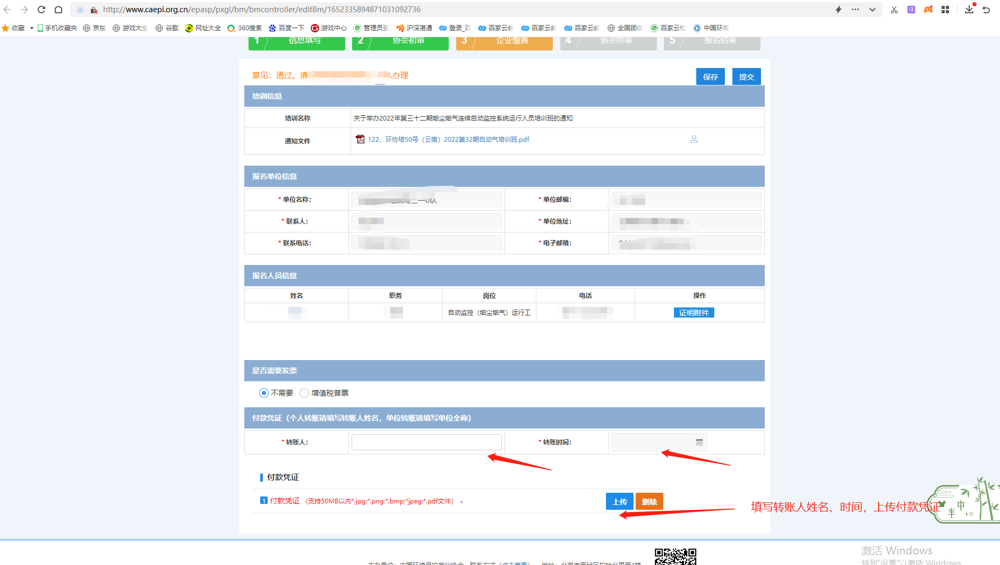 http://www.caepi.org.cn/epasp/pxgl/bm/bmcontroller/editBm/1652335894871031092736
收藏 手机收藏夹 京东 游戏大全 谷歌 网址大全 360搜索 百度一下 游戏中心 管理员登 沪深港通 登录_百 百家云教 百家云教 百家云教 全国团体 百家云校 中国环境
1 信息填写 2 协会初审 3 企业缴费 4 协会终审 5 报名结束
意见：通过。请 办理
保存 提交
培训信息
培训名称 关于举办2022年第三十二期烟尘烟气连续自动监控系统运行人员培训班的通知
通知文件 122、环协培50号（云南）2022第32期自动气培训班.pdf
报名单位信息
* 单位名称： * 单位邮编：
* 联系人： * 单位地址：
* 联系电话： * 电子邮箱：
报名人员信息
姓名 职务 岗位 电话 操作
自动监控（烟尘烟气）运行工 证明附件
是否需要发票
不需要 增值税普票
付款凭证（个人转账请填写转账人姓名，单位转账请填写单位全称）
* 转账人： * 转账时间：
付款凭证
1 付款凭证 （支持50MB以内*.jpg;*.png;*.bmp;*jpeg;*.pdf文件） 上传 删除
填写转账人姓名、时间，上传付款凭证
中
半
激活 Windows
转到"设置"以激活 Windows
主办单位：中国环境保护产业协会 联系方式（点击查看） 地址：北京市西城区扣钟北里甲4楼